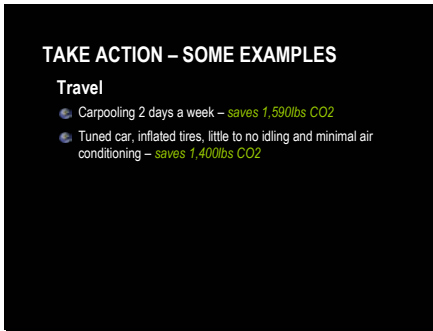 TAKE ACTION – SOME EXAMPLES
Travel
Carpooling 2 days a week – saves 1,590lbs CO2
Tuned car, inflated tires, little to no idling and minimal air
conditioning – saves 1,400lbs CO2